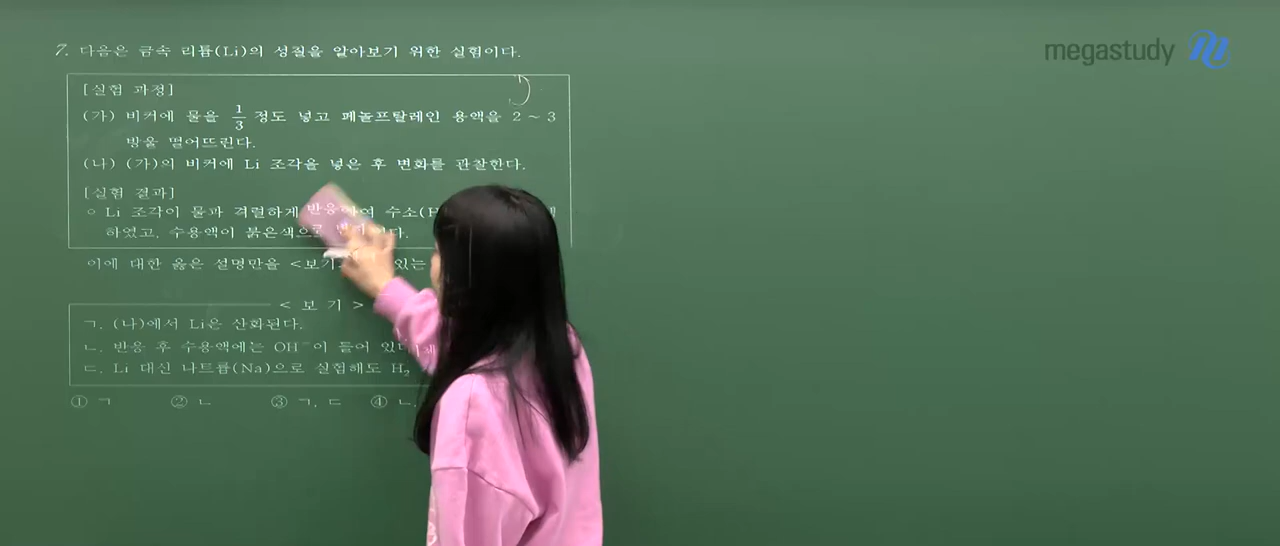 7. 다음은 금속 리튬(Li)의 성질을 알아보기 위한 실험이다.
megastudy
[실험 과정]
(가) 비커에 물을 1/3 정도 넣고 페놀프탈레인 용액을 2 ~ 3
방울 떨어뜨린다.
(나) (가)의 비커에 Li 조각을 넣은 후 변화를 관찰한다.
[실험 결과]
○ Li 조각이 물과 격렬하게 반응하여 수소(H
하였고, 수용액이 붉은색으로
이에 대한 옳은 설명만을 <보기> 있는
< 보 기 >
ㄱ. (나)에서 Li은 산화된다.
ㄴ. 반응 후 수용액에는 OH⁻이 들어 있다.
ㄷ. Li 대신 나트륨(Na)으로 실험해도 H₂
① ㄱ ② ㄴ ③ ㄱ, ㄷ ④ ㄴ,